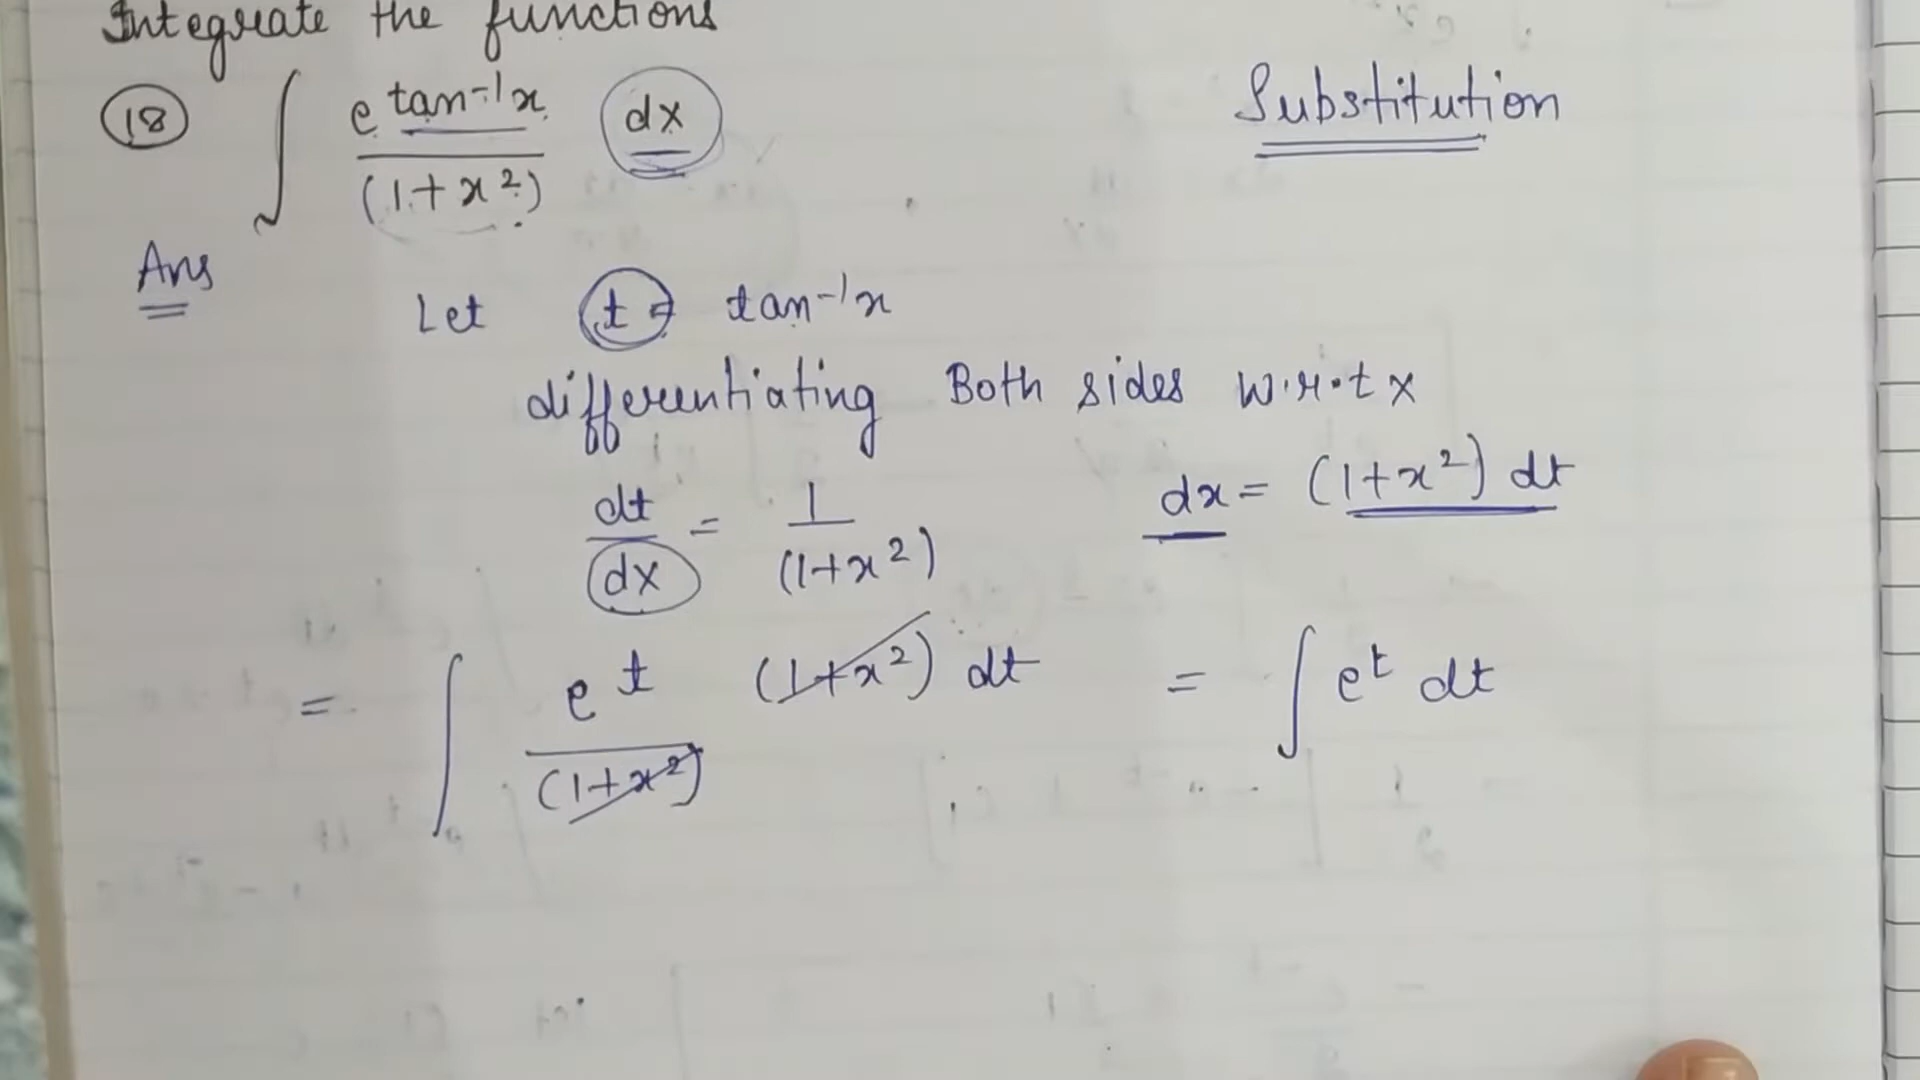 Integrate the functions
Substitution
(18) ∫ e^(tan⁻¹x) / (1+x²) dx
Ans
Let t = tan⁻¹x
differentiating Both sides w.r.t x
dt/dx = 1/(1+x²) dx = (1+x²) dt
= ∫ e^t/(1+x²) (1+x²) dt = ∫ e^t dt